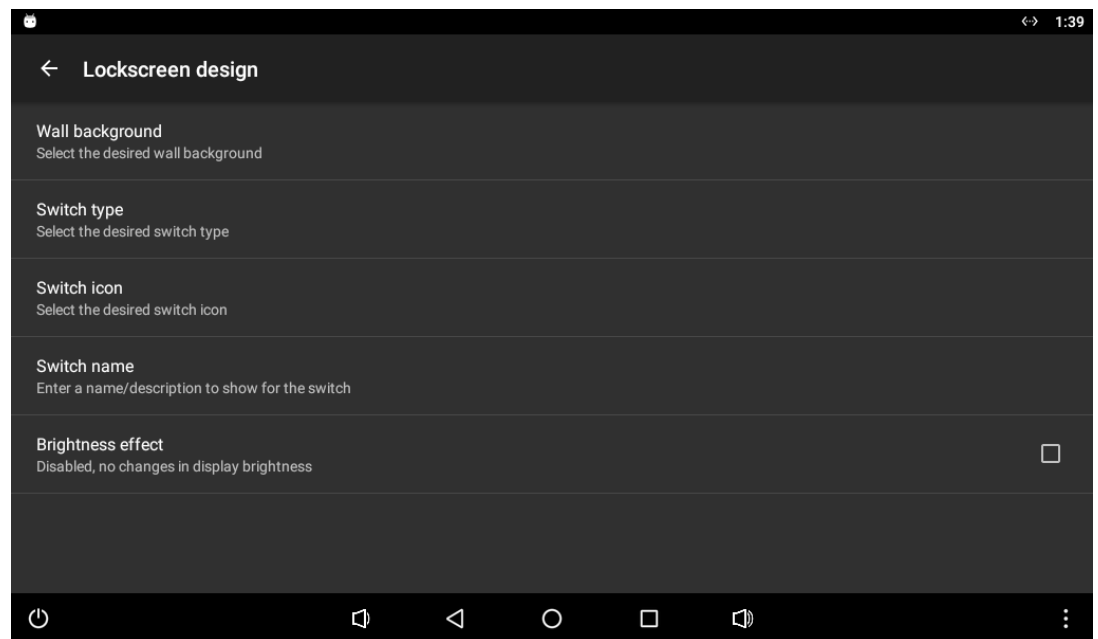 1:39
Lockscreen design
Wall background
Select the desired wall background
Switch type
Select the desired switch type
Switch icon
Select the desired switch icon
Switch name
Enter a name/description to show for the switch
Brightness effect
Disabled, no changes in display brightness